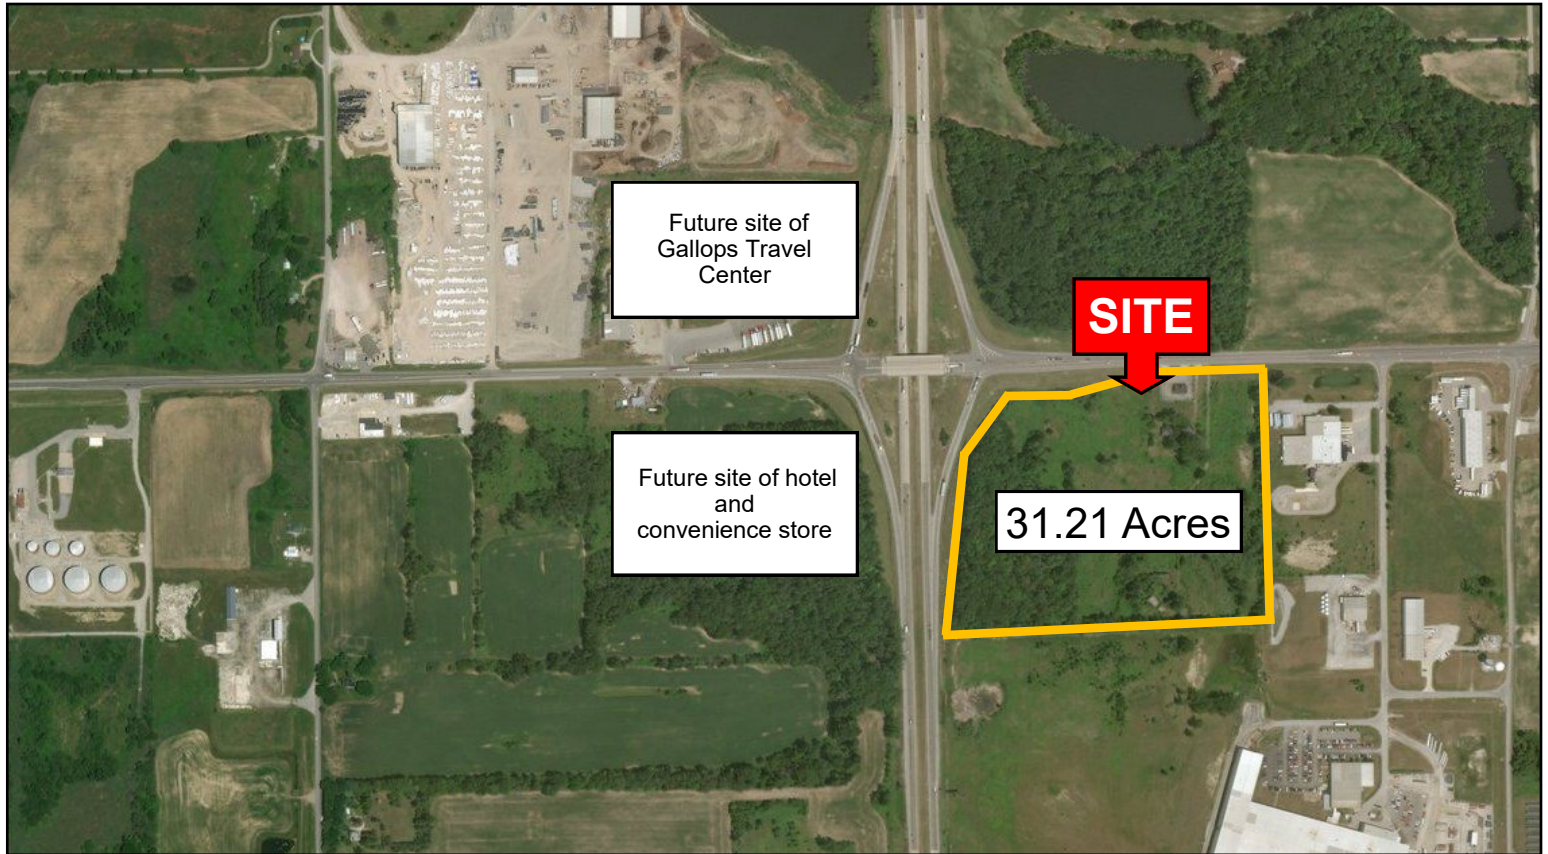 Future site of
Gallops Travel
Center
SITE
Future site of hotel
and
convenience store
31.21 Acres